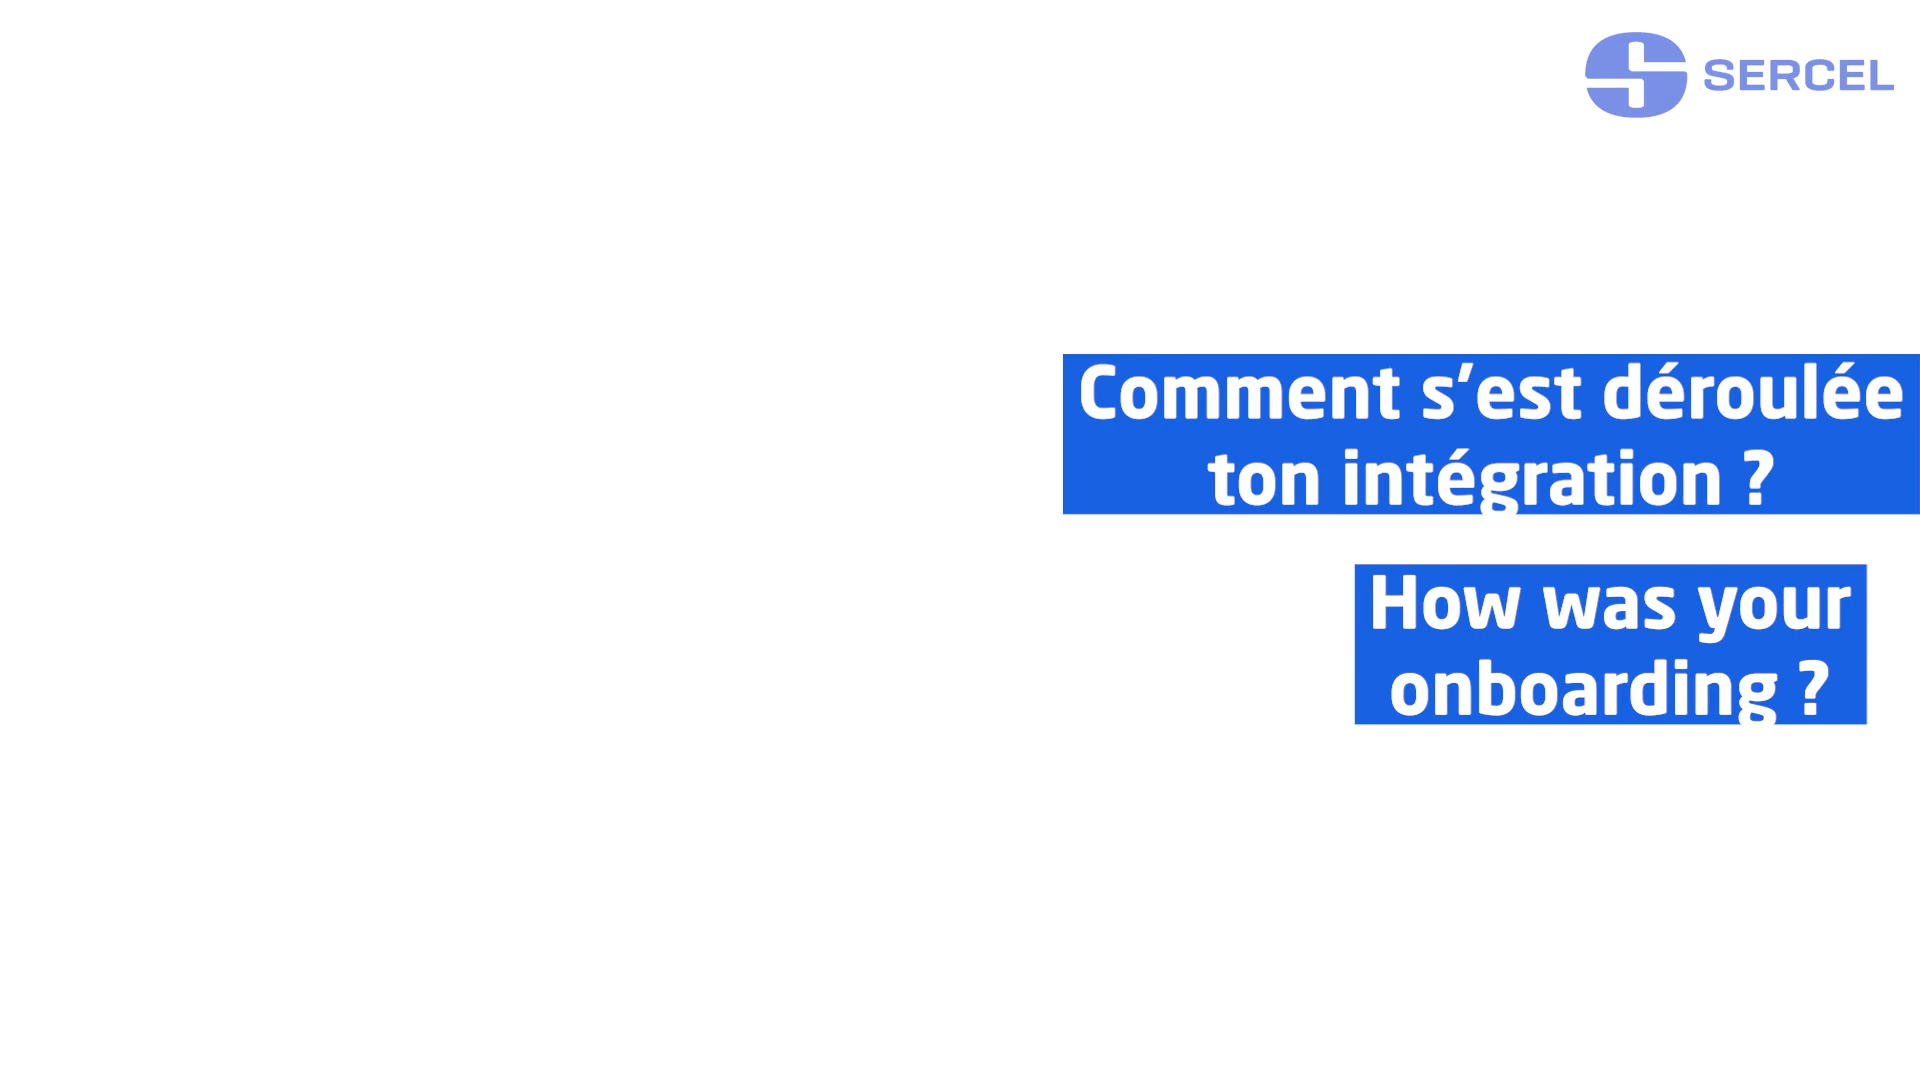 SERCEL
Comment s’est déroulée
ton intégration ?
How was your
onboarding ?